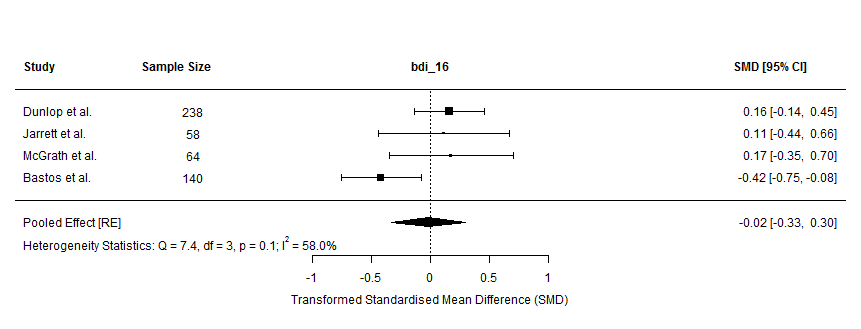 Study Sample Size bdi_16 SMD [95% CI]
Dunlop et al. 238 0.16 [-0.14, 0.45]
Jarrett et al. 58 0.11 [-0.44, 0.66]
McGrath et al. 64 0.17 [-0.35, 0.70]
Bastos et al. 140 -0.42 [-0.75, -0.08]
Pooled Effect [RE] -0.02 [-0.33, 0.30]
Heterogeneity Statistics: Q = 7.4, df = 3, p = 0.1; I² = 58.0%
-1 -0.5 0 0.5 1
Transformed Standardised Mean Difference (SMD)